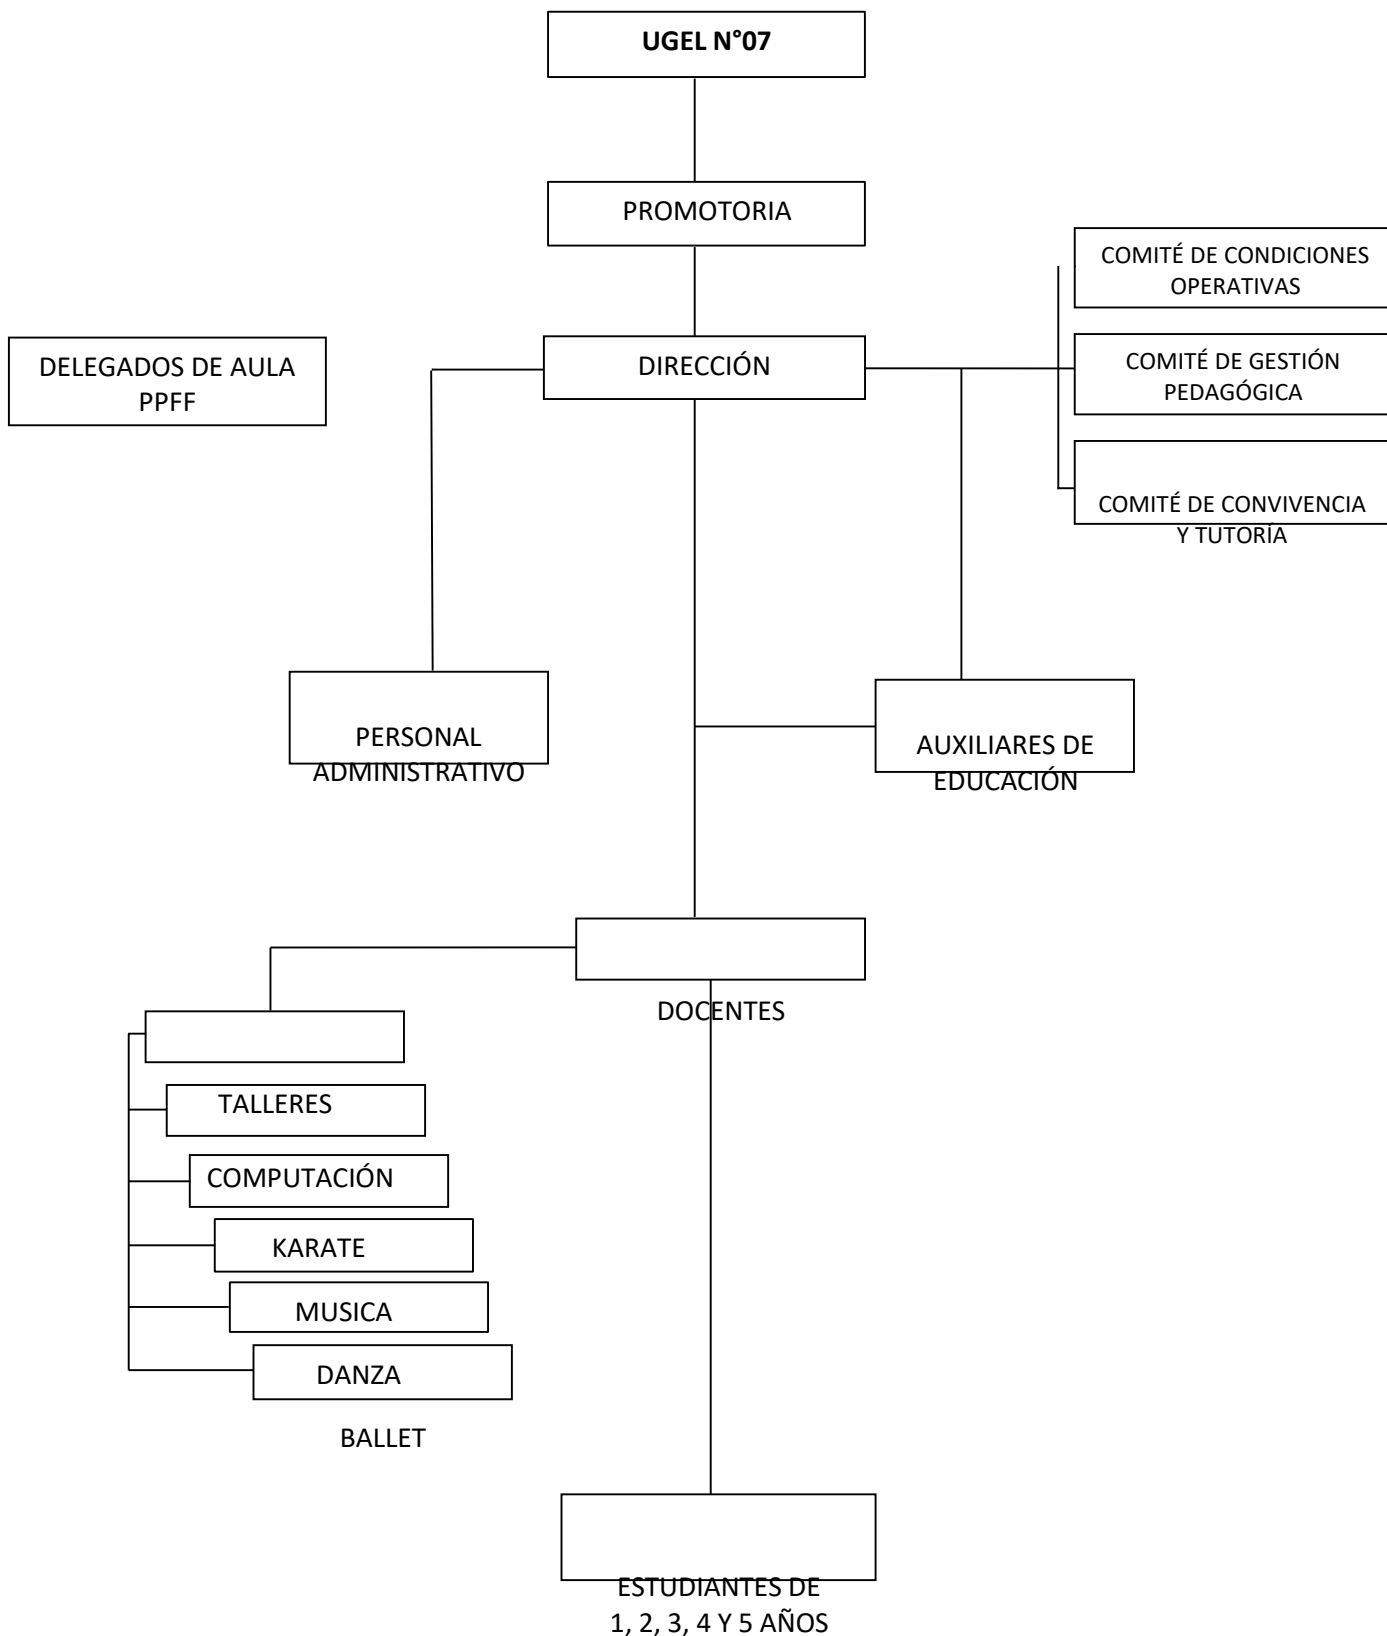 UGEL N°07
PROMOTORIA
COMITÉ DE CONDICIONES
OPERATIVAS
DELEGADOS DE AULA
PPFF
DIRECCIÓN
COMITÉ DE GESTIÓN
PEDAGÓGICA
COMITÉ DE CONVIVENCIA
Y TUTORÍA
PERSONAL
ADMINISTRATIVO
AUXILIARES DE
EDUCACIÓN
DOCENTES
TALLERES
COMPUTACIÓN
KARATE
MUSICA
DANZA
BALLET
ESTUDIANTES DE
1, 2, 3, 4 Y 5 AÑOS